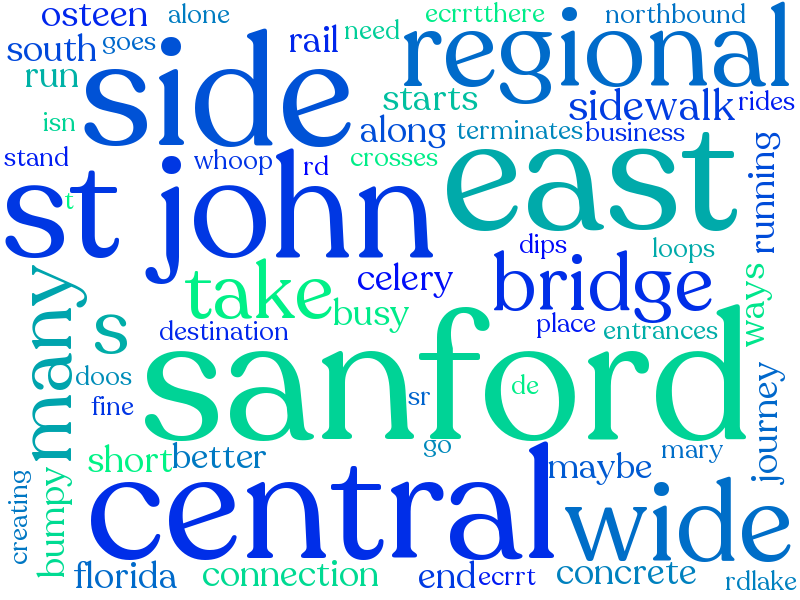 osteen alone ecrrtthere northbound
south goes rail need regional
run side starts sidewalk rides
isn along terminates business
stand whoop rd crosses east running
t st john dips loops
take celery bridge ways
many s busy place entrances
destination sanford
doos fine sr de journey
short better go mary
creating bumpy central maybe wide
florida connection end ecrrt concrete rdlake